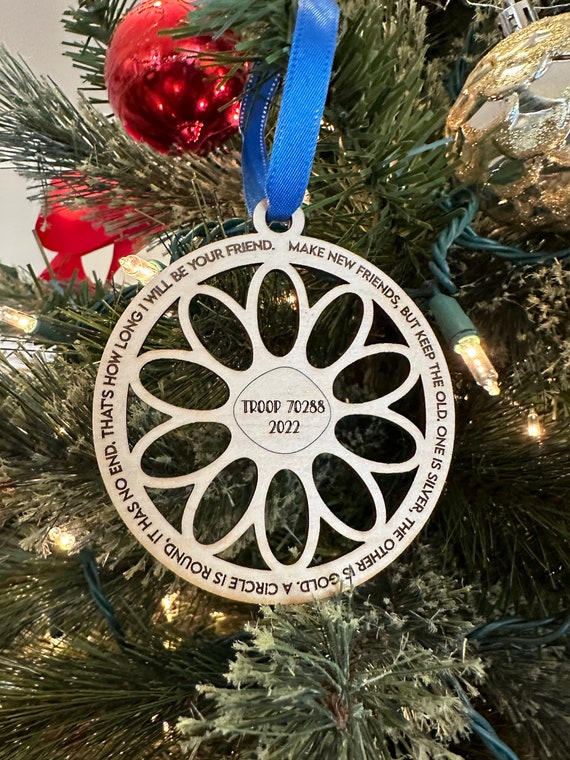 MAKE NEW FRIENDS, BUT KEEP THE OLD. ONE IS SILVER, THE OTHER IS GOLD. A CIRCLE IS ROUND, IT HAS NO END. THAT'S HOW LONG I WILL BE YOUR FRIEND.
TROOP 70288
2022